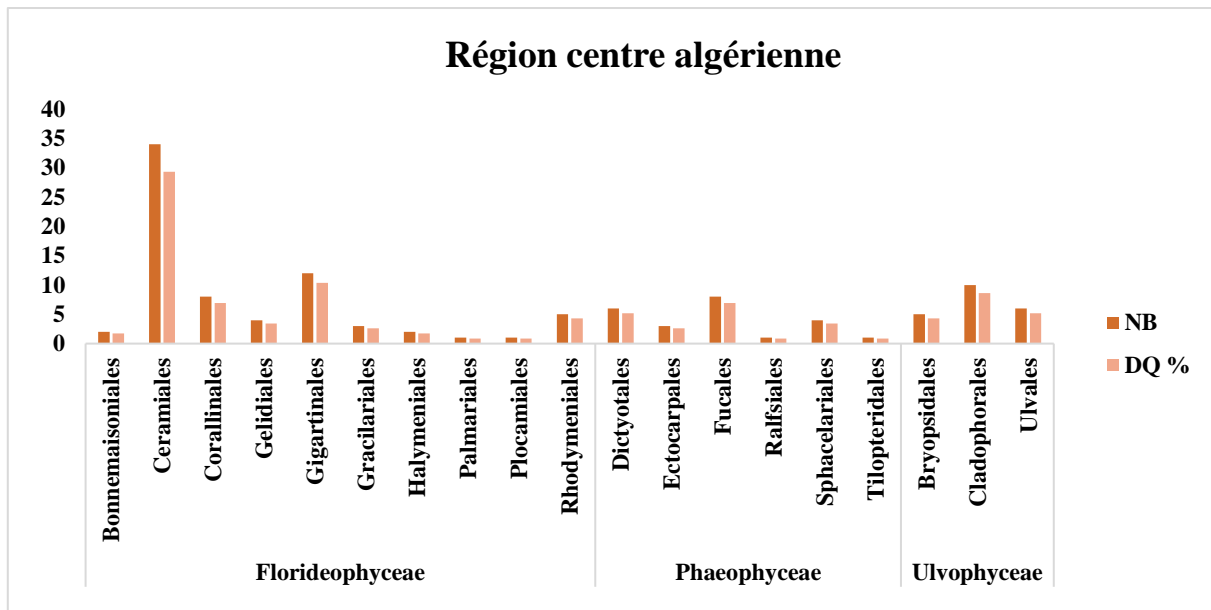 Région centre algérienne
40
35
30
25
20
15
10
5
0
NB
DQ %
Bonnemaisoniales
Ceramiales
Corallinales
Gelidiales
Gigartinales
Gracilariales
Halymeniales
Palmariales
Plocamiales
Rhodymeniales
Dictyotales
Ectocarpales
Fucales
Ralfsiales
Sphacelariales
Tilopteridales
Bryopsidales
Cladophorales
Ulvales
Florideophyceae
Phaeophyceae
Ulvophyceae